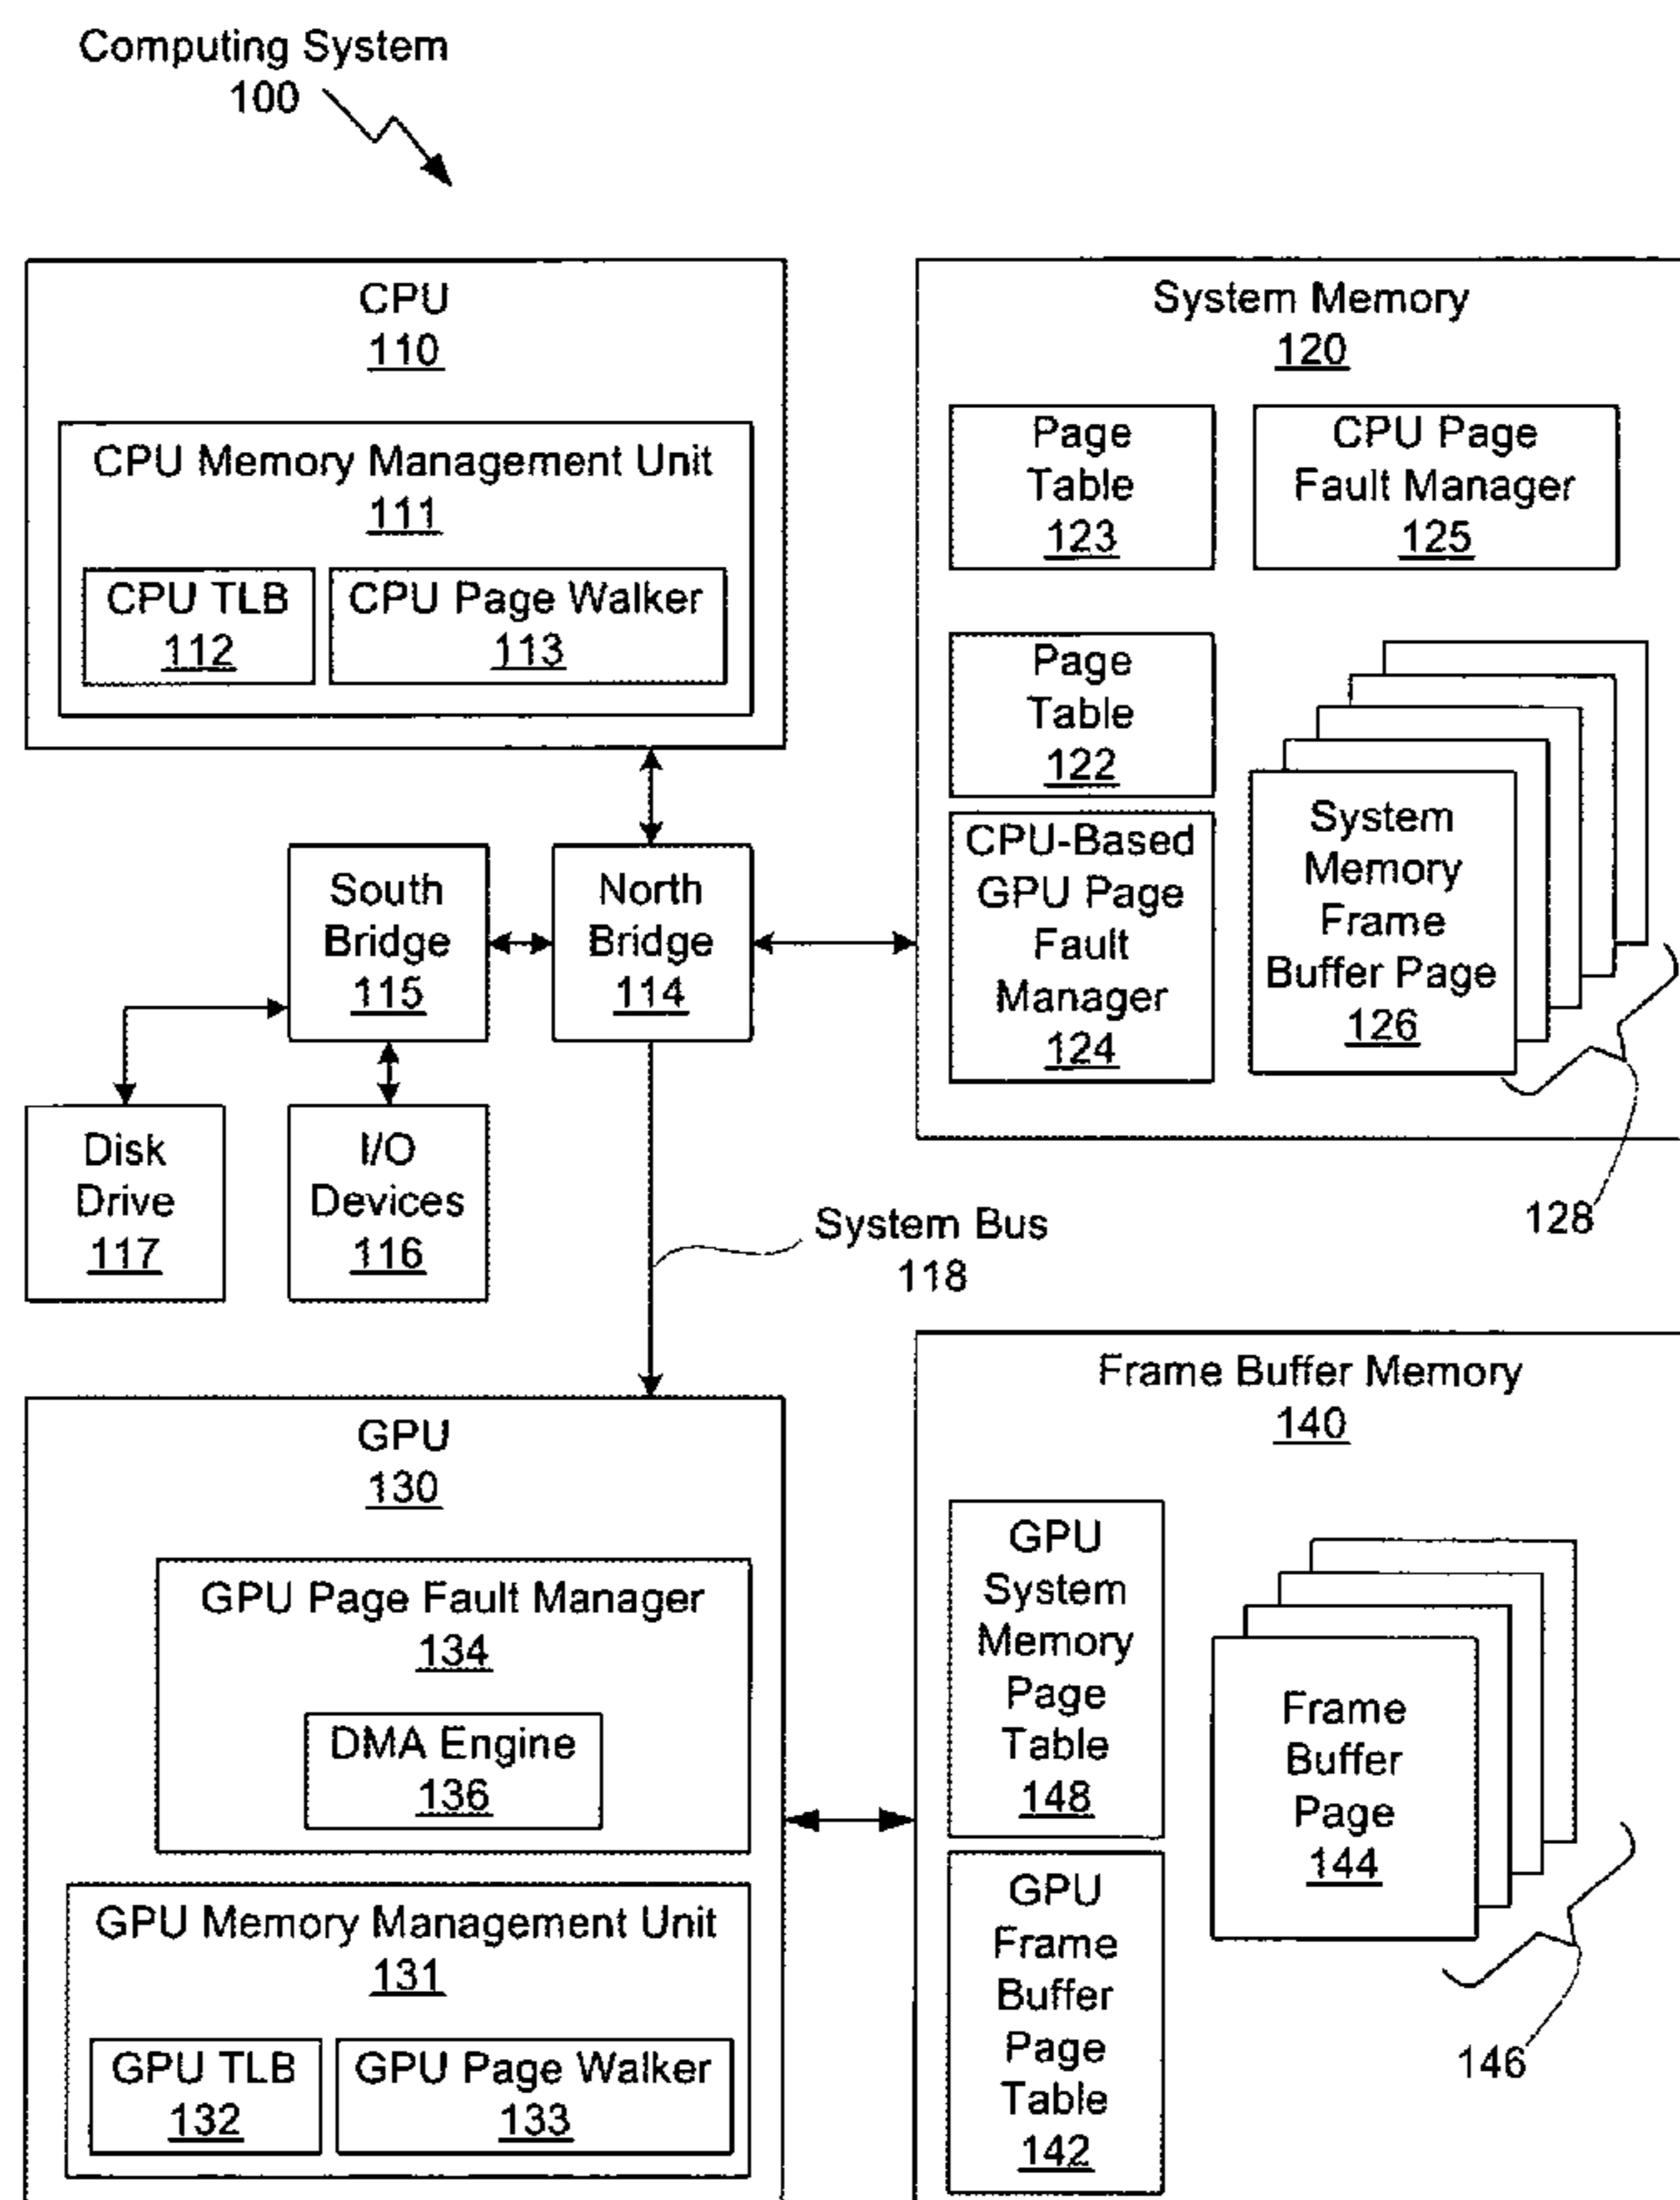 Computing System
100
CPU
110
CPU Memory Management Unit
111
CPU TLB
112
CPU Page Walker
113
System Memory
120
Page
Table
123
CPU Page
Fault Manager
125
Page
Table
122
CPU-Based
GPU Page
Fault
Manager
124
System
Memory
Frame
Buffer Page
126
128
South
Bridge
115
North
Bridge
114
Disk
Drive
117
I/O
Devices
116
System Bus
118
GPU
130
GPU Page Fault Manager
134
DMA Engine
136
GPU Memory Management Unit
131
GPU TLB
132
GPU Page Walker
133
Frame Buffer Memory
140
GPU
System
Memory
Page
Table
148
Frame
Buffer
Page
144
146
GPU
Frame
Buffer
Page
Table
142